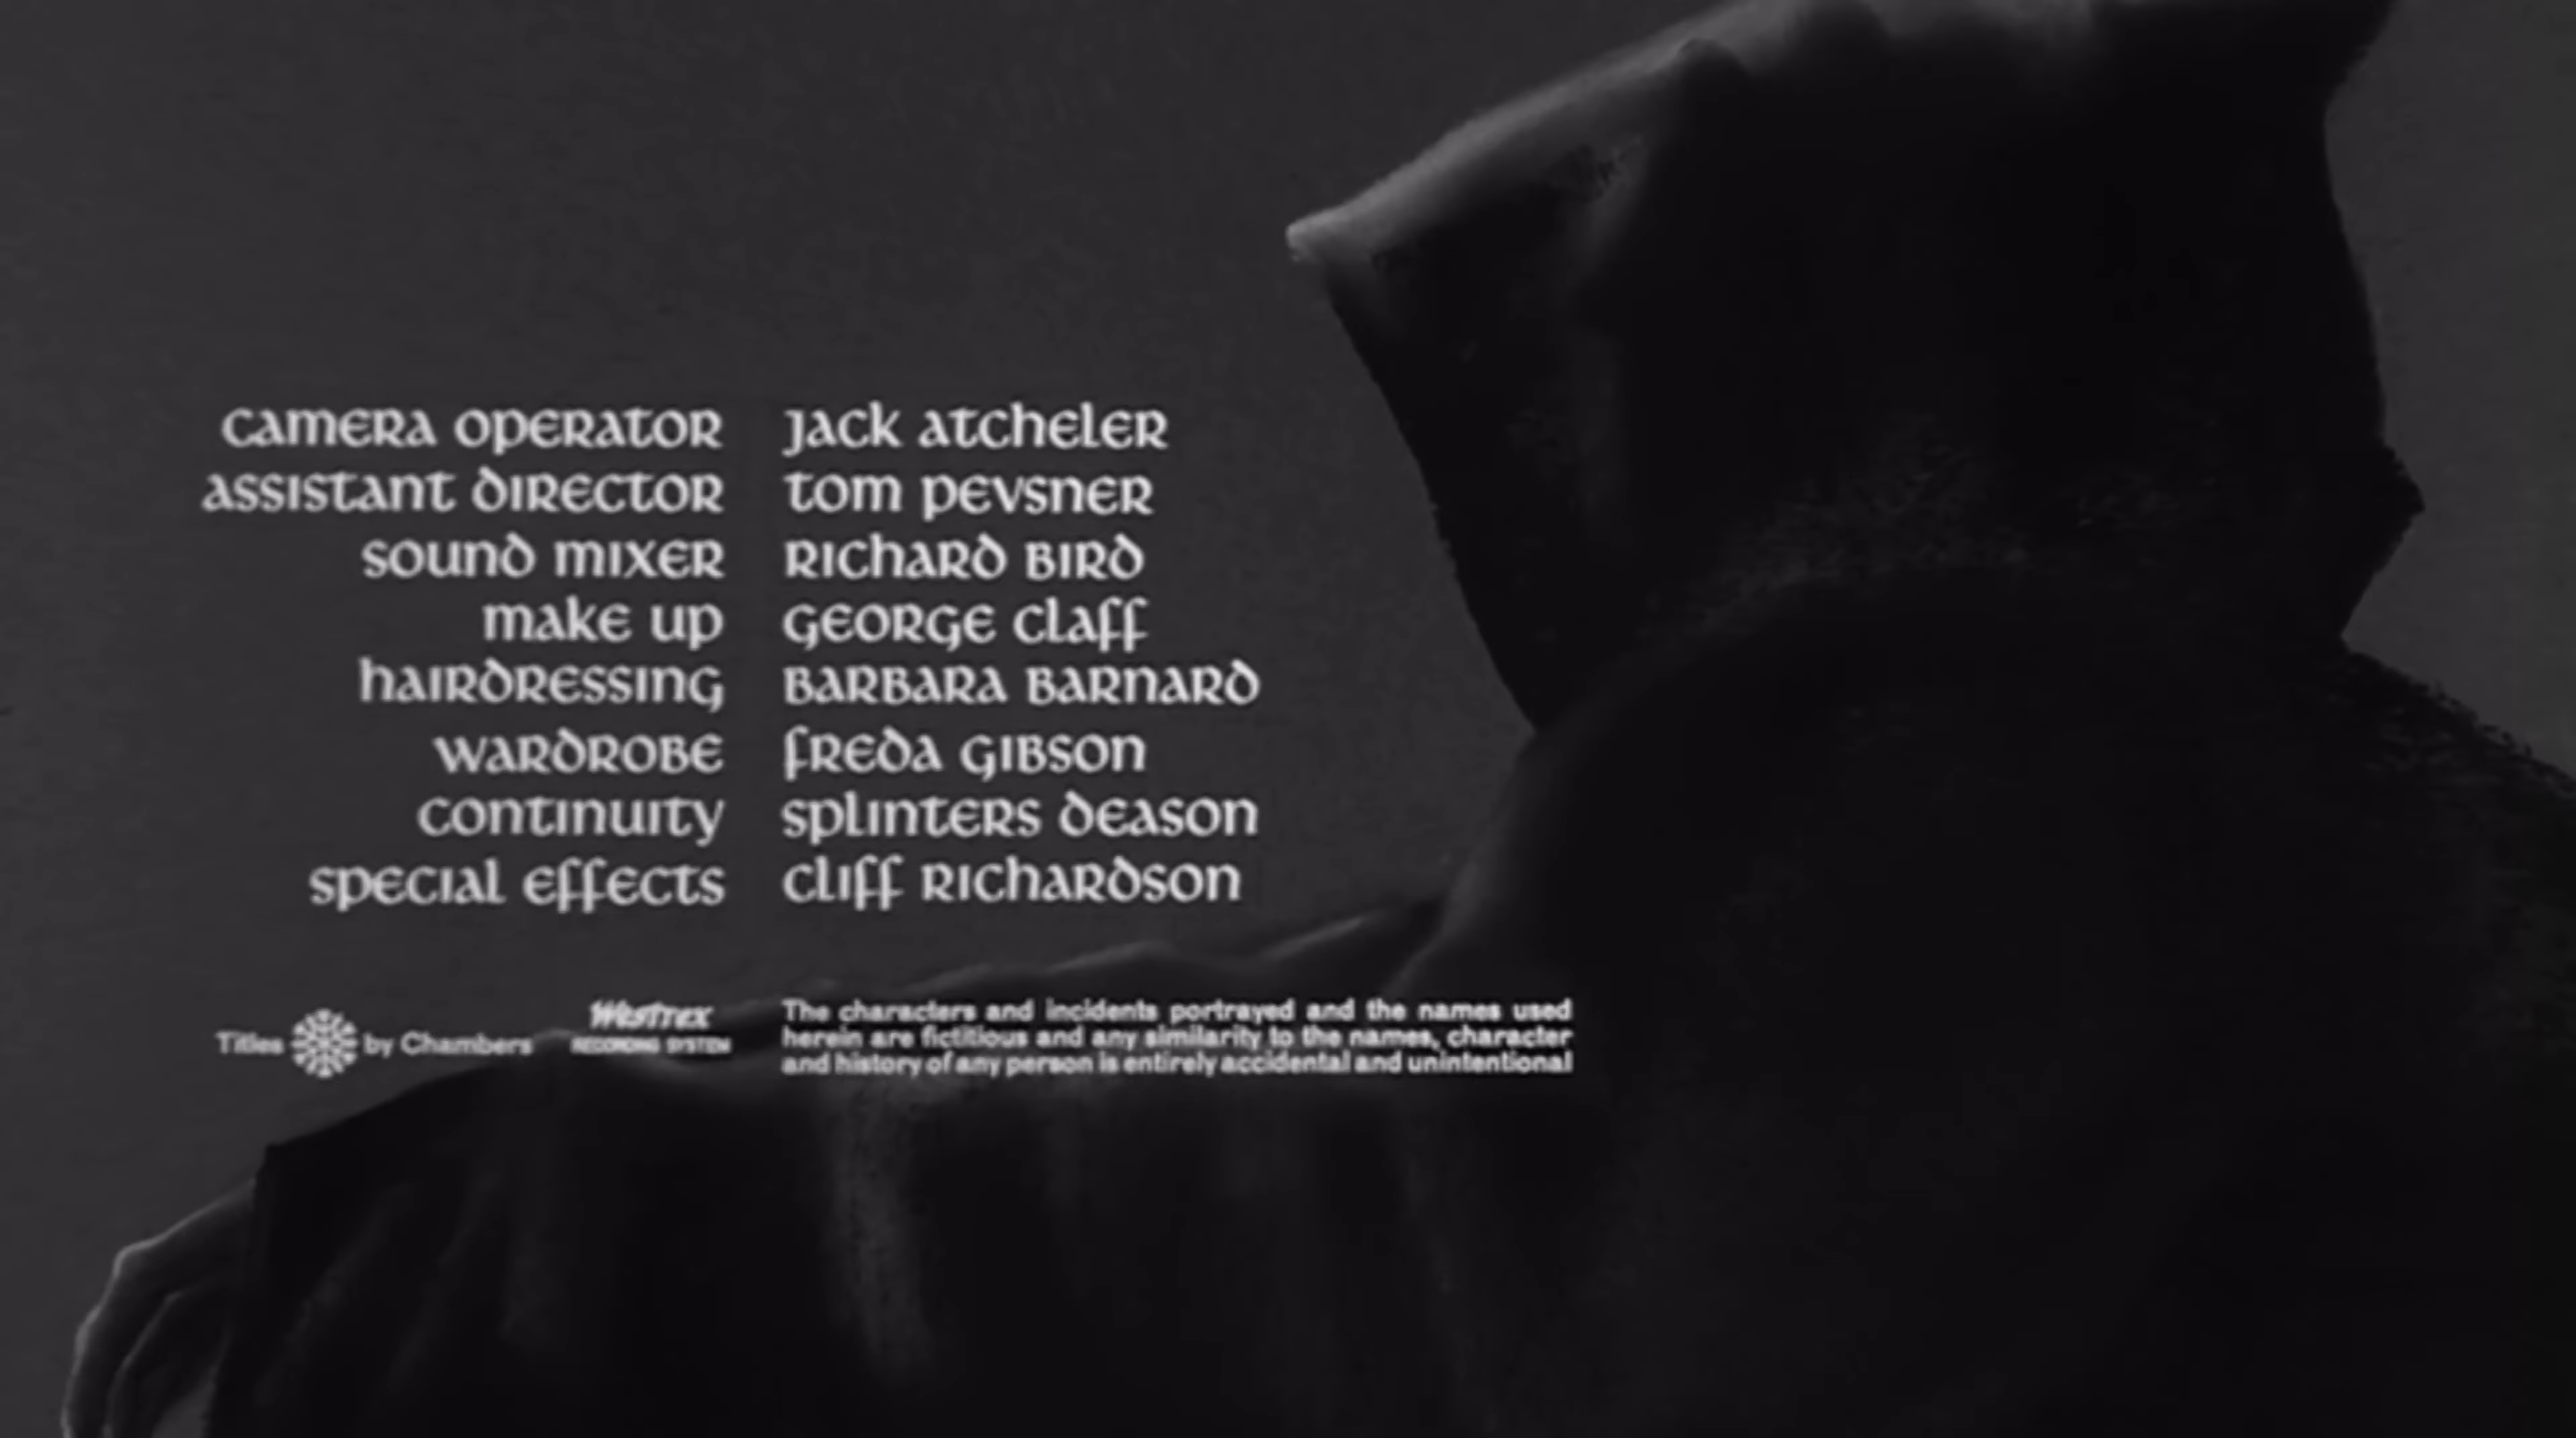 camera operator jack atcheler
assistant director tom pevsner
sound mixer richard bird
make up george claff
hairdressing barbara barnard
wardrobe freda gibson
continuity splinters deason
special effects cliff richardson
Titles by Chambers
Westrex
RECORDING SYSTEM
The characters and incidents portrayed and the names used
herein are fictitious and any similarity to the names, character
and history of any person is entirely accidental and unintentional